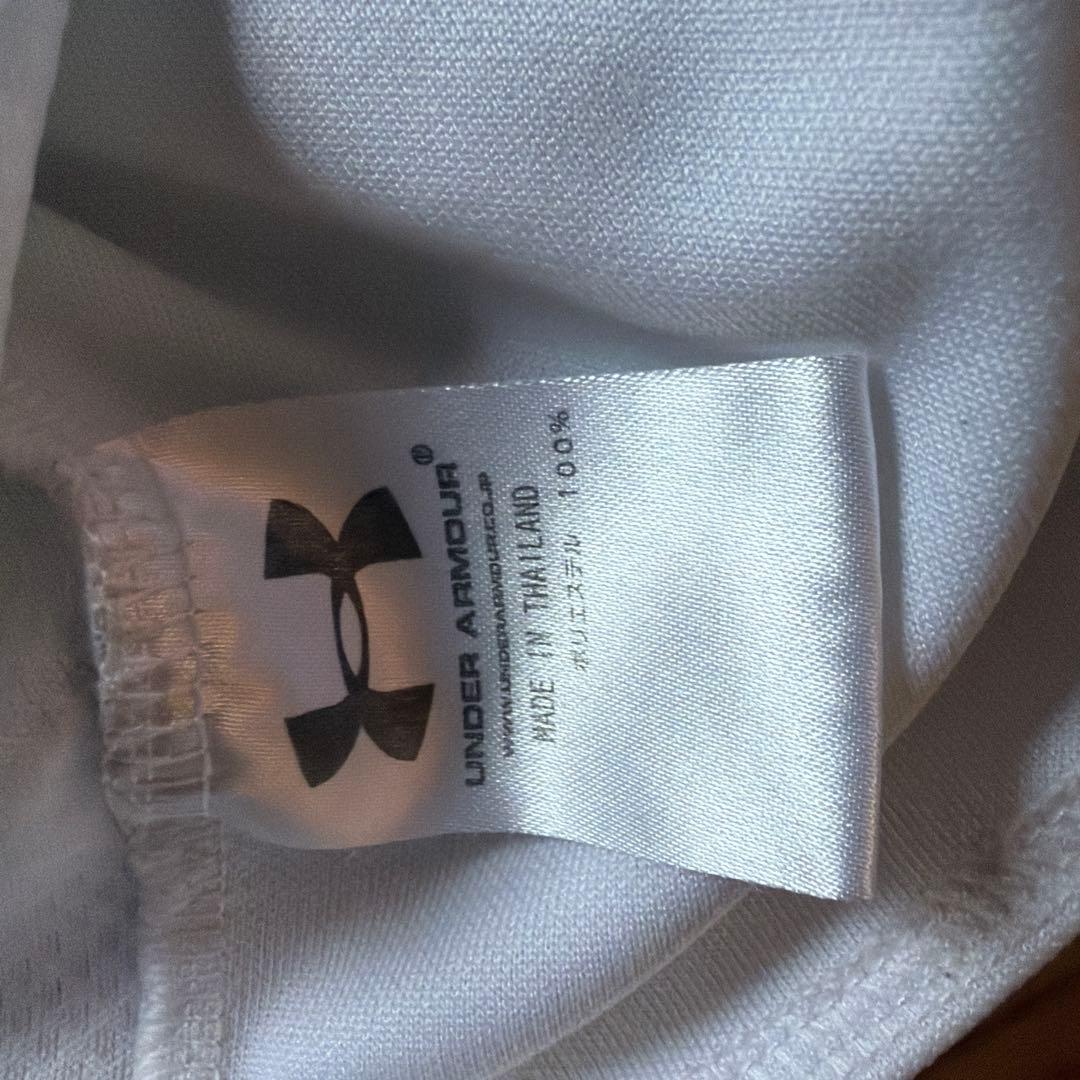 UNDER ARMOUR®
WWW.UNDERARMOUR.CO.JP
MADE IN THAILAND
ポリエステル 100%